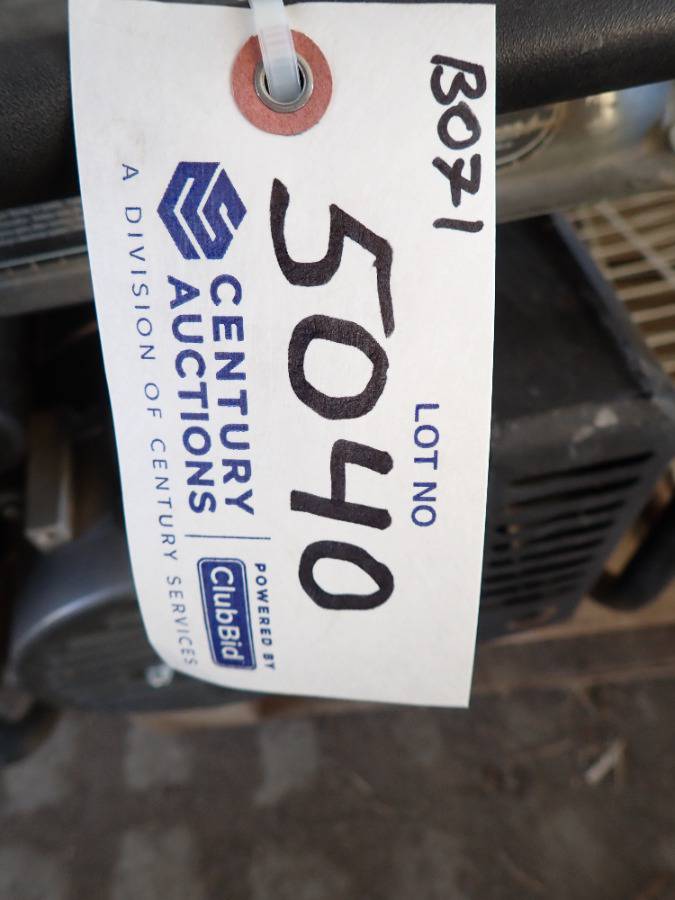 B071
LOT NO
5040
CENTURY
AUCTIONS
A DIVISION OF CENTURY SERVICES
POWERED BY
ClubBid